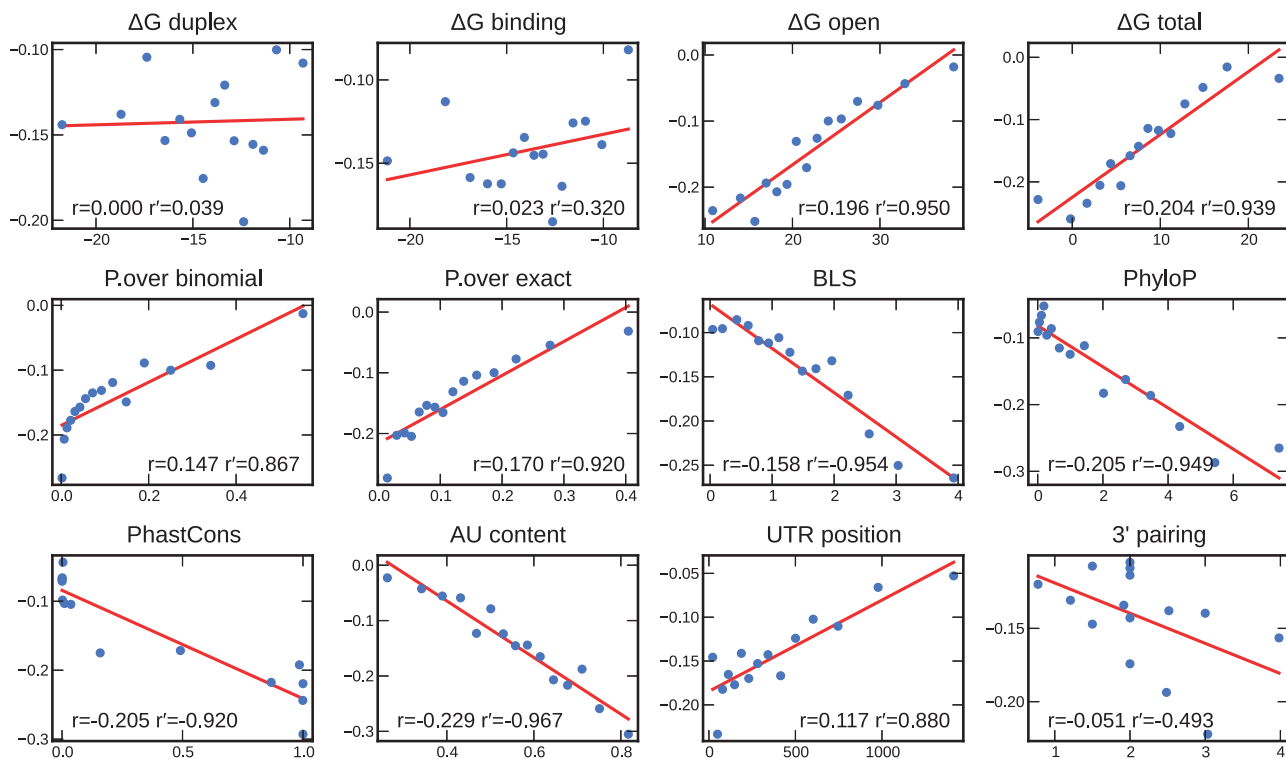 ΔG duplex
−0.10
−0.15
−0.20
r=0.000 r′=0.039
−20 −15 −10
ΔG binding
−0.10
−0.15
r=0.023 r′=0.320
−20 −15 −10
ΔG open
0.0
−0.1
−0.2
r=0.196 r′=0.950
10 20 30
ΔG total
0.0
−0.1
−0.2
r=0.204 r′=0.939
0 10 20
P.over binomial
0.0
−0.1
−0.2
r=0.147 r′=0.867
0.0 0.2 0.4
P.over exact
0.0
−0.1
−0.2
r=0.170 r′=0.920
0.0 0.1 0.2 0.3 0.4
BLS
−0.10
−0.15
−0.20
−0.25
r=−0.158 r′=−0.954
0 1 2 3 4
PhyloP
−0.1
−0.2
−0.3
r=−0.205 r′=−0.949
0 2 4 6
PhastCons
−0.1
−0.2
−0.3
r=−0.205 r′=−0.920
0.0 0.5 1.0
AU content
0.0
−0.1
−0.2
−0.3
r=−0.229 r′=−0.967
0.4 0.6 0.8
UTR position
−0.05
−0.10
−0.15
−0.20
r=0.117 r′=0.880
0 500 1000
3' pairing
−0.10
−0.15
−0.20
r=−0.051 r′=−0.493
1 2 3 4